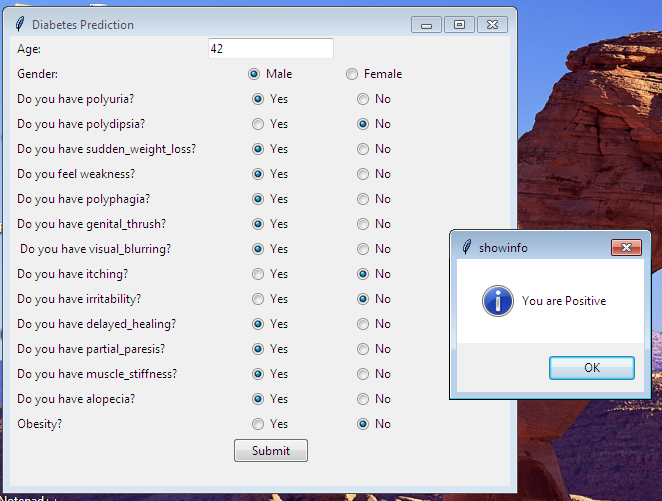 Diabetes Prediction
Age: 42
Gender: Male Female
Do you have polyuria? Yes No
Do you have polydipsia? Yes No
Do you have sudden_weight_loss? Yes No
Do you feel weakness? Yes No
Do you have polyphagia? Yes No
Do you have genital_thrush? Yes No
Do you have visual_blurring? Yes No
Do you have itching? Yes No
Do you have irritability? Yes No
Do you have delayed_healing? Yes No
Do you have partial_paresis? Yes No
Do you have muscle_stiffness? Yes No
Do you have alopecia? Yes No
Obesity? Yes No
Submit
showinfo
You are Positive
OK
Notepad++